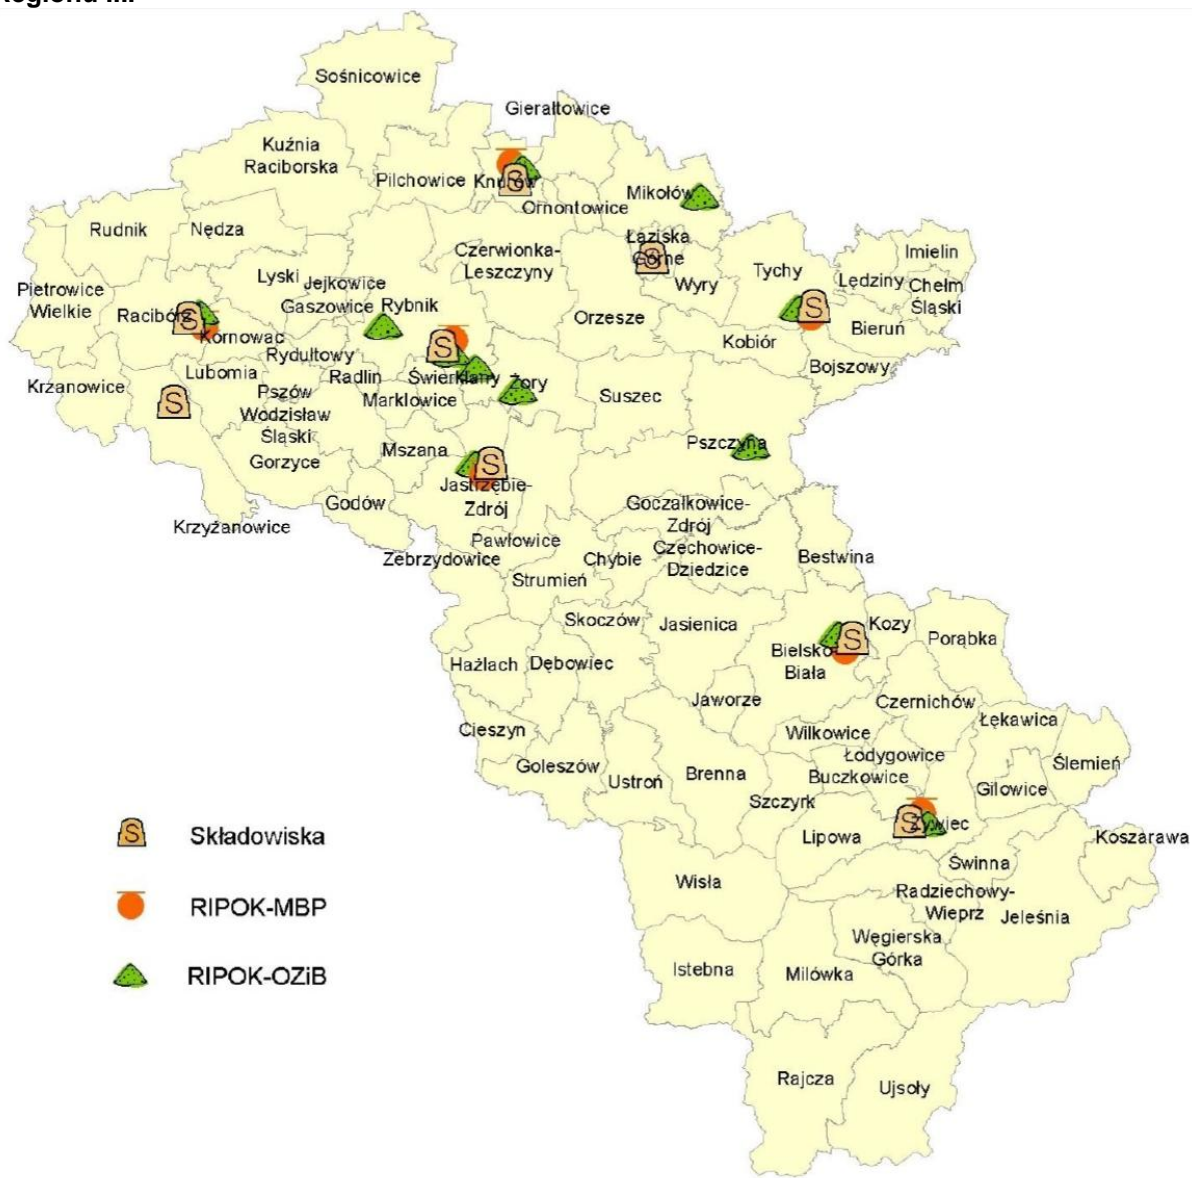 Sośnicowice
Gierałtowice
Kuźnia
Raciborska
Pilchowice
Knurów
S
Mikołów
Ornontowice
Rudnik
Nędza
Łaziska
Górne
S
Czerwionka-
Leszczyny
Imielin
Tychy
Lędziny
Chełm
Śląski
Lyski
Jejkowice
Wyry
Pietrowice
Wielkie
Gaszowice
Rybnik
S
Racibórz
S
Orzesze
Bieruń
Kornowac
Kobiór
Rydułtowy
S
Bojszowy
Lubomia
Radlin
Świerklany
Żory
Krzanowice
Pszów
Marklowice
Suszec
S
Wodzisław
Śląski
Pszczyna
Mszana
Gorzyce
S
Jastrzębie-
Zdrój
Godów
Goczałkowice-
Zdrój
Krzyżanowice
Pawłowice
Czechowice-
Dziedzice
Zebrzydowice
Chybie
Bestwina
Strumień
Skoczów
Jasienica
Kozy
S
Porąbka
Bielsko
Biała
Hażlach
Dębowiec
Jaworze
Czernichów
Łękawica
Cieszyn
Wilkowice
Łodygowice
Ślemień
Goleszów
Ustroń
Brenna
Buczkowice
Gilowice
Szczyrk
S
Żywiec
S
Składowiska
Lipowa
Koszarawa
Świnna
Wisła
Radziechowy-
Wieprz
RIPOK-MBP
Jeleśnia
Węgierska
Górka
Istebna
Milówka
RIPOK-OZiB
Rajcza
Ujsoły